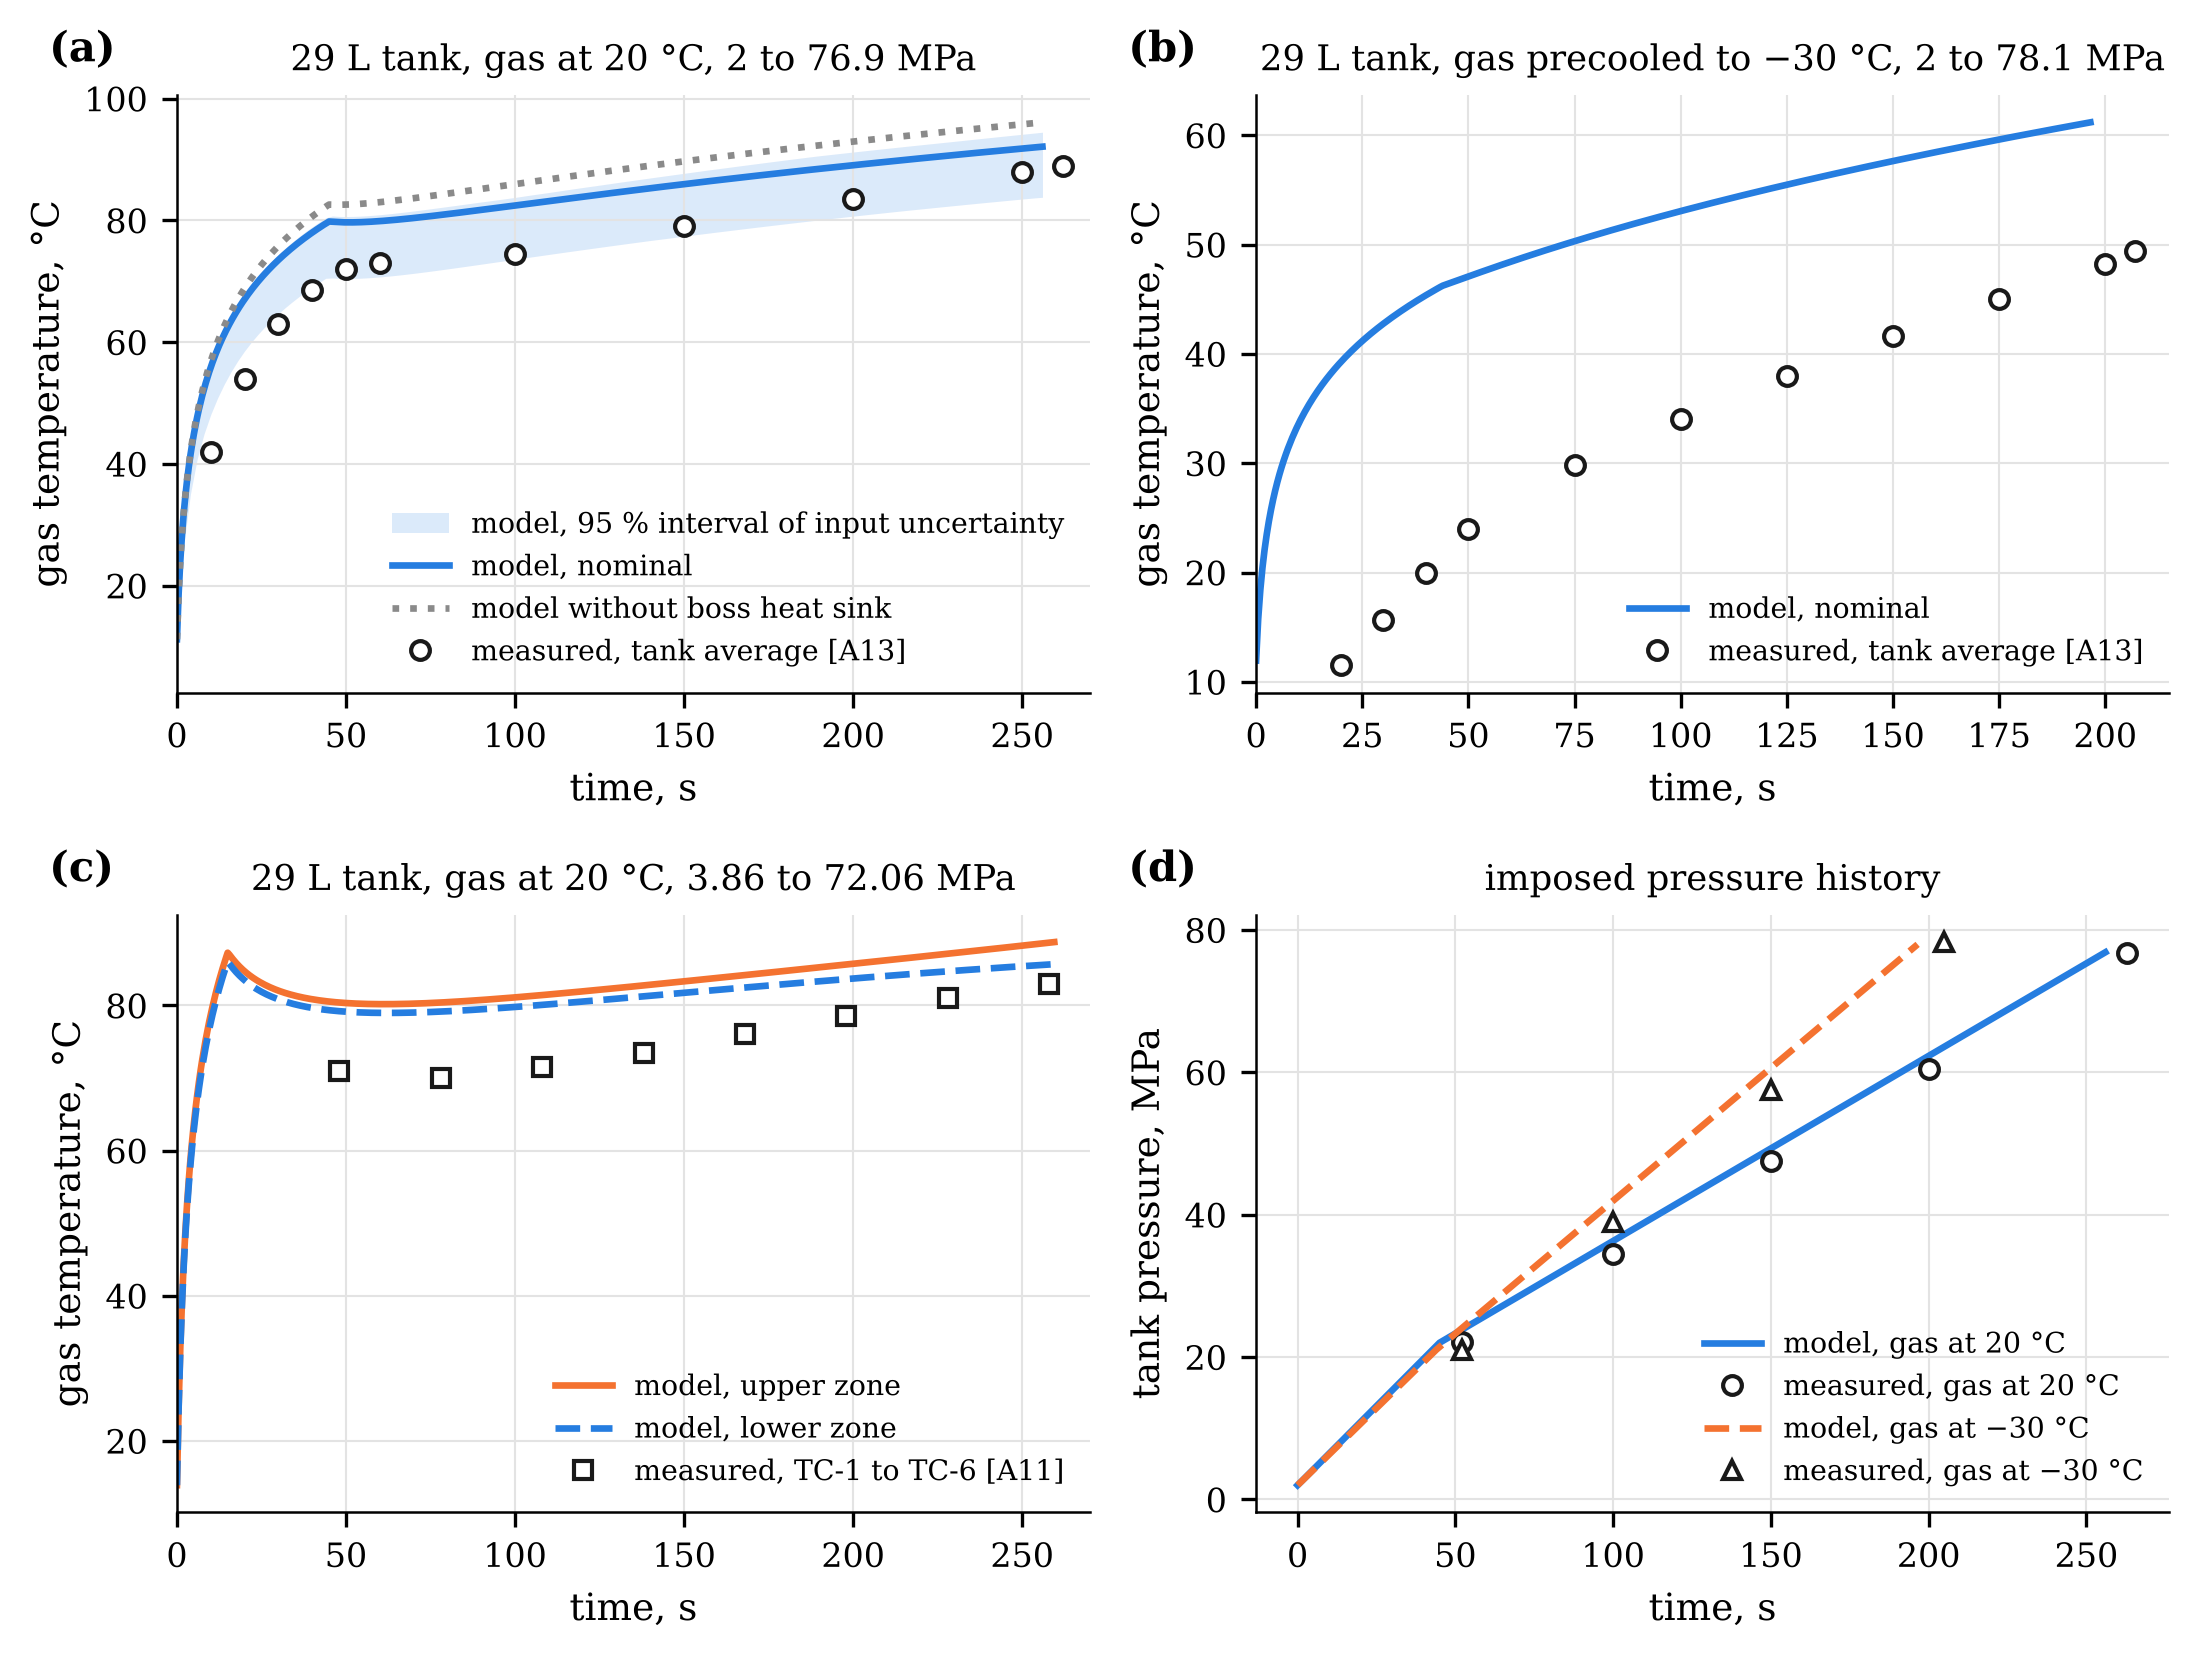 (a)
29 L tank, gas at 20 °C, 2 to 76.9 MPa
gas temperature, °C
100
80
60
40
20
model, 95 % interval of input uncertainty
model, nominal
model without boss heat sink
measured, tank average [A13]
0 50 100 150 200 250
time, s
(b)
29 L tank, gas precooled to −30 °C, 2 to 78.1 MPa
gas temperature, °C
60
50
40
30
20
10
model, nominal
measured, tank average [A13]
0 25 50 75 100 125 150 175 200
time, s
(c)
29 L tank, gas at 20 °C, 3.86 to 72.06 MPa
gas temperature, °C
80
60
40
20
model, upper zone
model, lower zone
measured, TC-1 to TC-6 [A11]
0 50 100 150 200 250
time, s
(d)
imposed pressure history
tank pressure, MPa
80
60
40
20
0
model, gas at 20 °C
measured, gas at 20 °C
model, gas at −30 °C
measured, gas at −30 °C
0 50 100 150 200 250
time, s